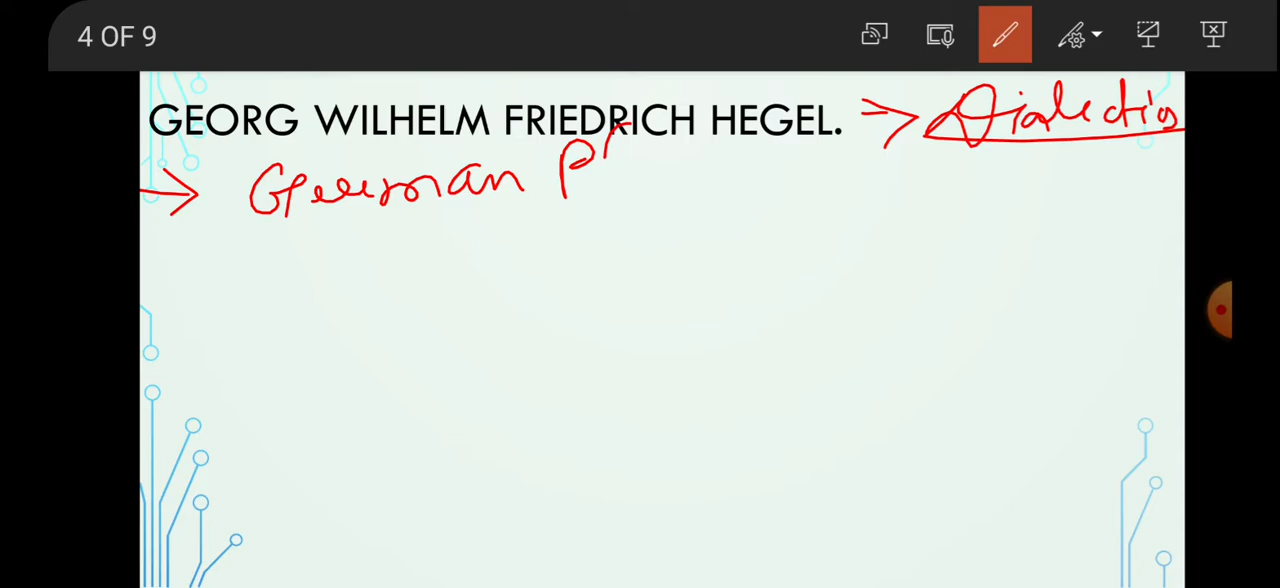 4 OF 9
GEORG WILHELM FRIEDRICH HEGEL. ⇒ Dialectics
→ German P